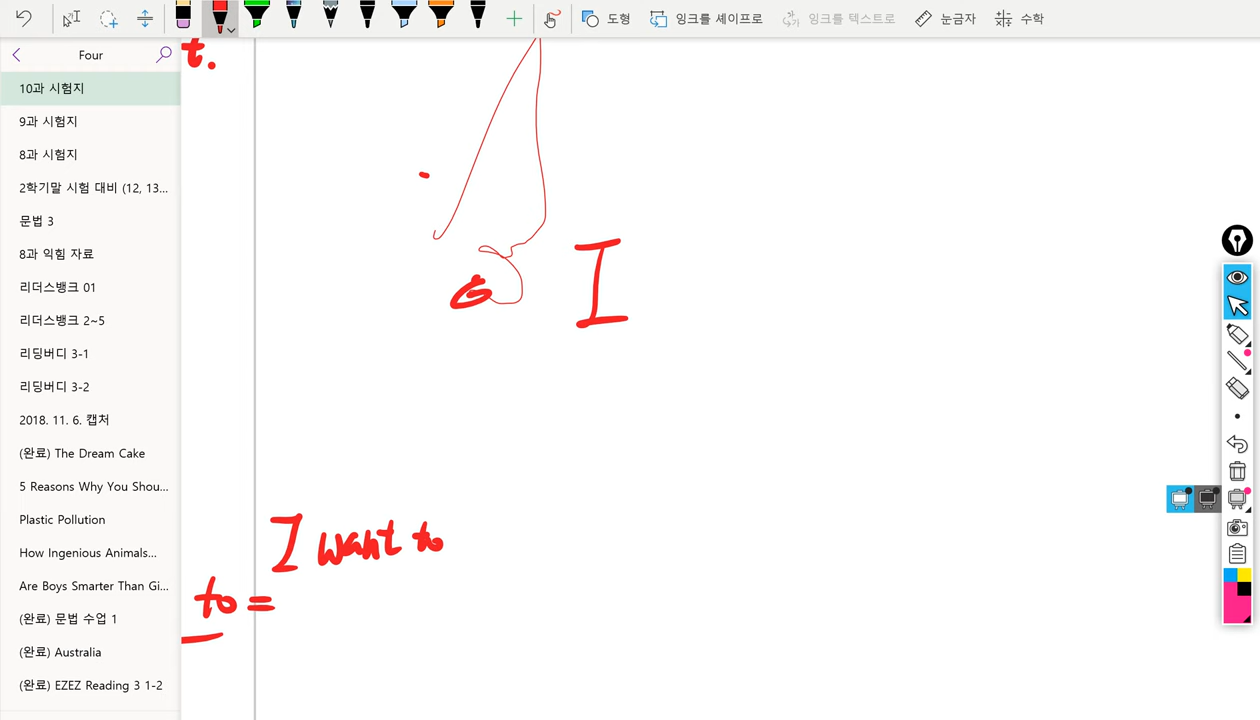 도형
잉크를 셰이프로
잉크를 텍스트로
눈금자
수학
Four
10과 시험지
9과 시험지
8과 시험지
2학기말 시험 대비 (12, 13...
문법 3
8과 익힘 자료
리더스뱅크 01
리더스뱅크 2~5
리딩버디 3-1
리딩버디 3-2
2018. 11. 6. 캡처
(완료) The Dream Cake
5 Reasons Why You Shou...
Plastic Pollution
How Ingenious Animals...
Are Boys Smarter Than Gi...
(완료) 문법 수업 1
(완료) Australia
(완료) EZEZ Reading 3 1-2
t.
I
I want to
to =